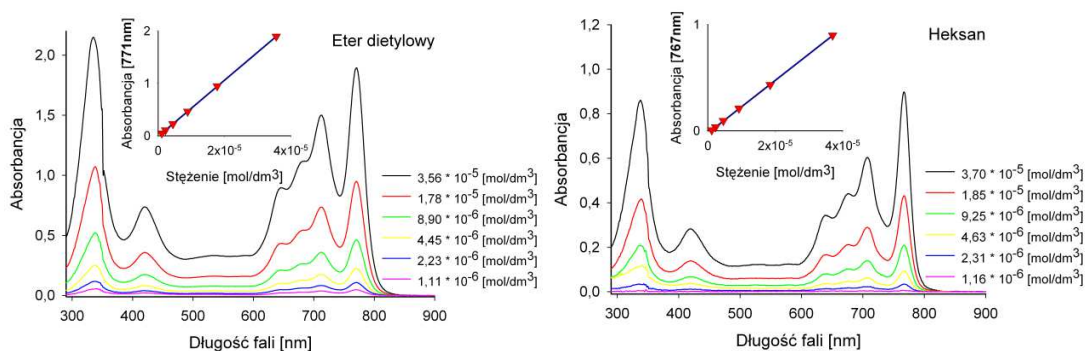 Eter dietylowy
Absorbancja
2,0
1,5
1,0
0,5
0,0
300 400 500 600 700 800 900
Długość fali [nm]
Absorbancja [771nm]
2
1
0
0 2x10⁻⁵ 4x10⁻⁵
Stężenie [mol/dm³]
3,56 * 10⁻⁵ [mol/dm³]
1,78 * 10⁻⁵ [mol/dm³]
8,90 * 10⁻⁶ [mol/dm³]
4,45 * 10⁻⁶ [mol/dm³]
2,23 * 10⁻⁶ [mol/dm³]
1,11 * 10⁻⁶ [mol/dm³]
Heksan
Absorbancja
1,2
1,0
0,8
0,6
0,4
0,2
0,0
300 400 500 600 700 800 900
Długość fali [nm]
Absorbancja [767nm]
1
0
0 2x10⁻⁵ 4x10⁻⁵
Stężenie [mol/dm³]
3,70 * 10⁻⁵ [mol/dm³]
1,85 * 10⁻⁵ [mol/dm³]
9,25 * 10⁻⁶ [mol/dm³]
4,63 * 10⁻⁶ [mol/dm³]
2,31 * 10⁻⁶ [mol/dm³]
1,16 * 10⁻⁶ [mol/dm³]